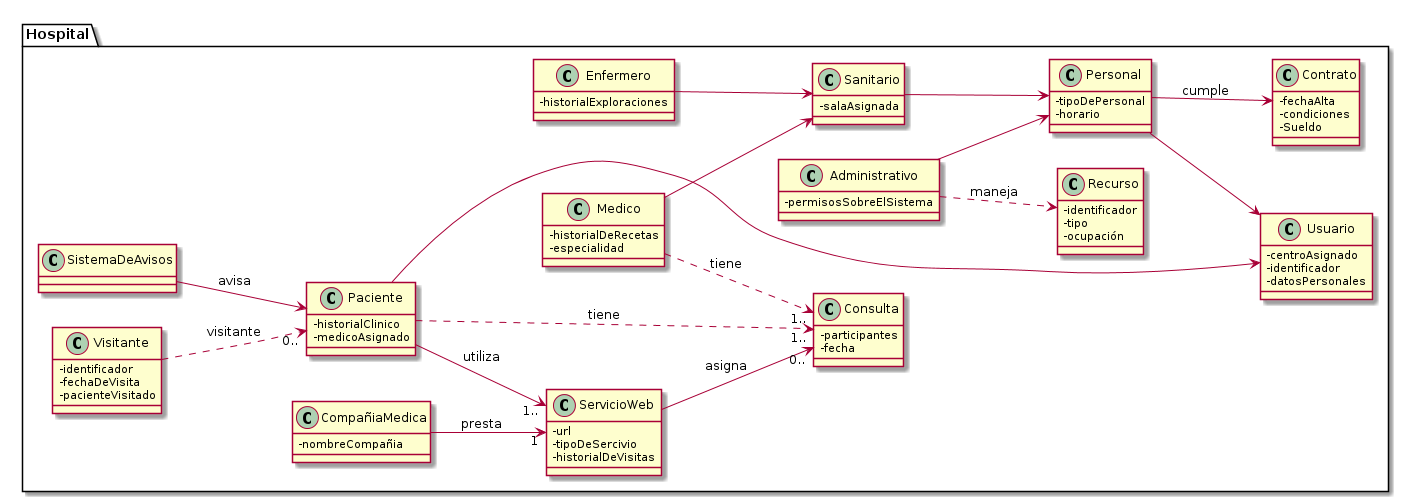 Hospital
C Enfermero
-historialExploraciones
C Sanitario
-salaAsignada
C Personal
-tipoDePersonal
-horario
cumple
C Contrato
-fechaAlta
-condiciones
-Sueldo
C Administrativo
-permisosSobreElSistema
maneja
C Recurso
-identificador
-tipo
-ocupación
C Medico
-historialDeRecetas
-especialidad
tiene
1..
C Usuario
-centroAsignado
-identificador
-datosPersonales
C SistemaDeAvisos
avisa
C Paciente
-historialClinico
-medicoAsignado
tiene
1..
C Consulta
-participantes
-fecha
C Visitante
-identificador
-fechaDeVisita
-pacienteVisitado
visitante
0..
utiliza
1..
asigna
0..
C CompañiaMedica
-nombreCompañia
presta
1
C ServicioWeb
-url
-tipoDeSercivio
-historialDeVisitas